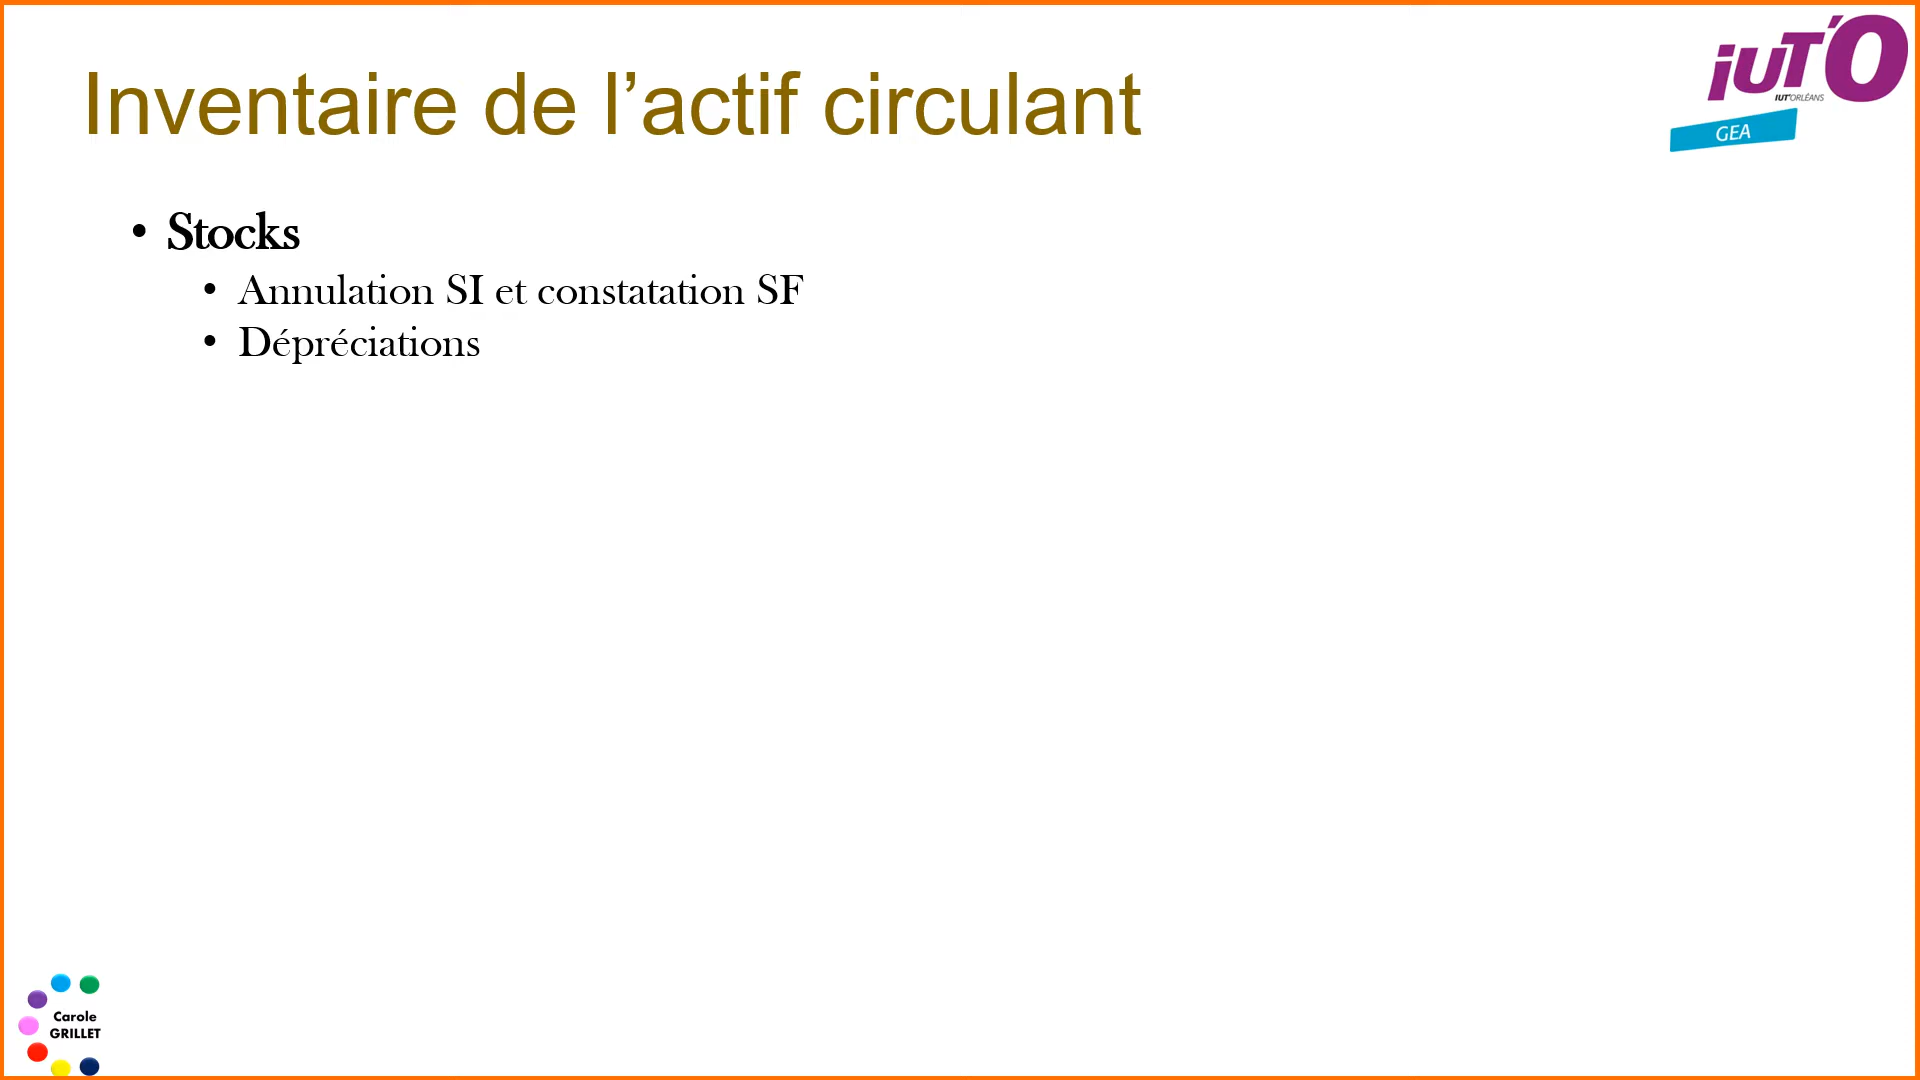 Inventaire de l’actif circulant
iUT'O
IUT'ORLÉANS
GEA
• Stocks
• Annulation SI et constatation SF
• Dépréciations
Carole
GRILLET